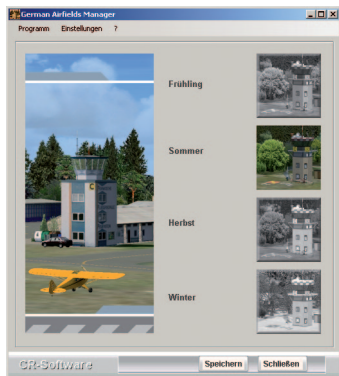 German Airfields Manager
Programm Einstellungen ?
Frühling
Sommer
Herbst
Winter
CR-Software
Speichern Schließen